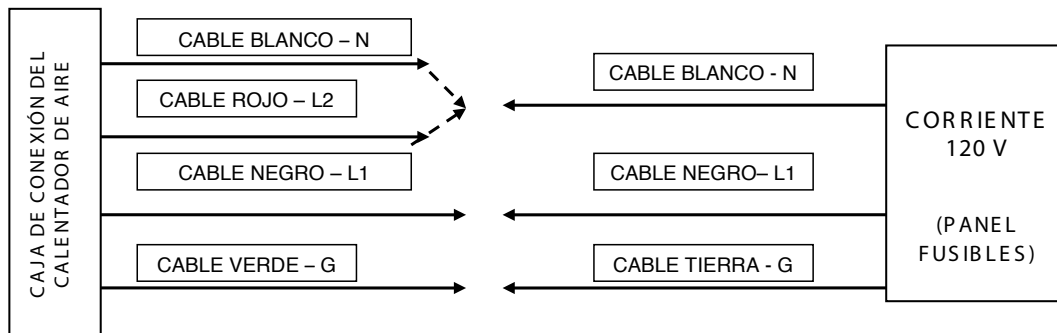 CAJA DE CONEXIÓN DEL
CALENTADOR DE AIRE
CABLE BLANCO – N
CABLE ROJO – L2
CABLE NEGRO – L1
CABLE VERDE – G
CABLE BLANCO - N
CABLE NEGRO– L1
CABLE TIERRA - G
CORRIENTE
120 V
(PANEL
FUSIBLES)